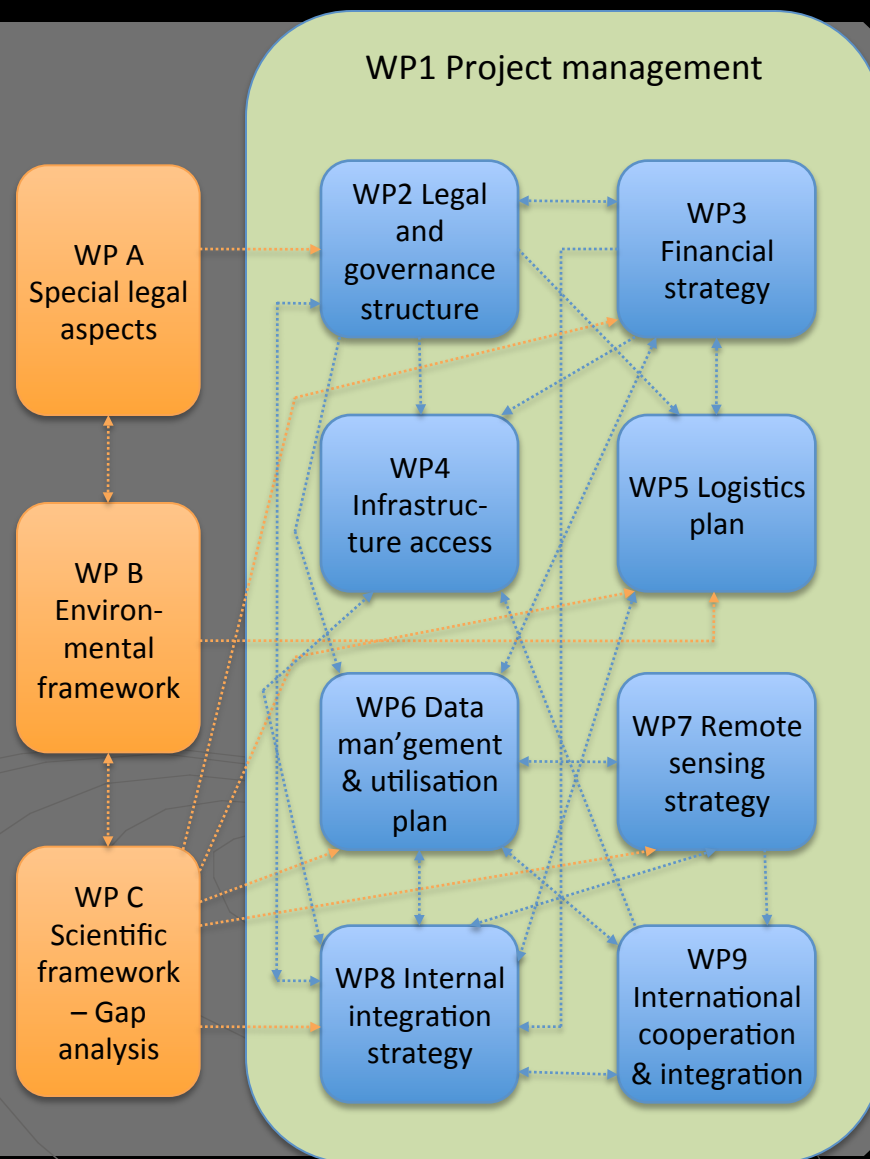 WP1 Project management
WP A
Special legal
aspects
WP2 Legal
and
governance
structure
WP3
Financial
strategy
WP4
Infrastruc-
ture access
WP5 Logistics
plan
WP B
Environ-
mental
framework
WP6 Data
man’gement
& utilisation
plan
WP7 Remote
sensing
strategy
WP C
Scientific
framework
– Gap
analysis
WP8 Internal
integration
strategy
WP9
International
cooperation
& integration